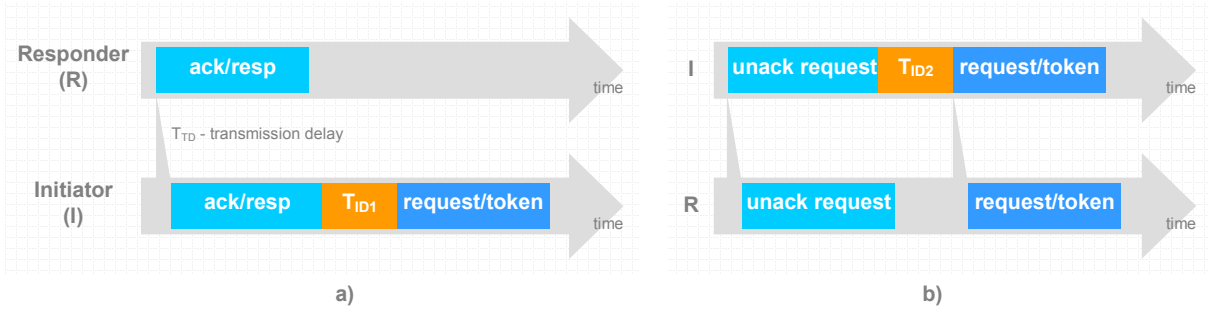 Responder
(R)
ack/resp
time
T_TD - transmission delay
Initiator
(I)
ack/resp
T_ID1
request/token
time
a)
I
unack request
T_ID2
request/token
time
R
unack request
request/token
time
b)